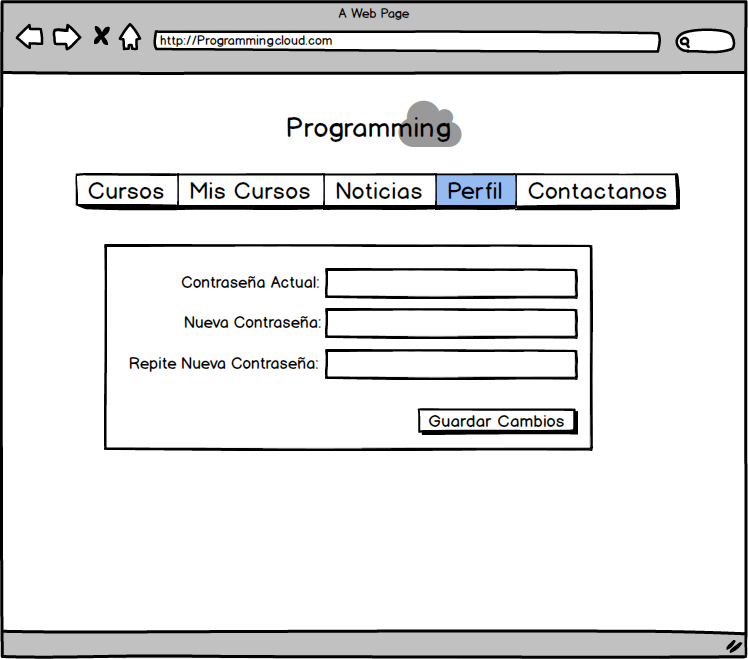 A Web Page
http://Programmingcloud.com
Programming
Cursos Mis Cursos Noticias Perfil Contactanos
Contraseña Actual:
Nueva Contraseña:
Repite Nueva Contraseña:
Guardar Cambios